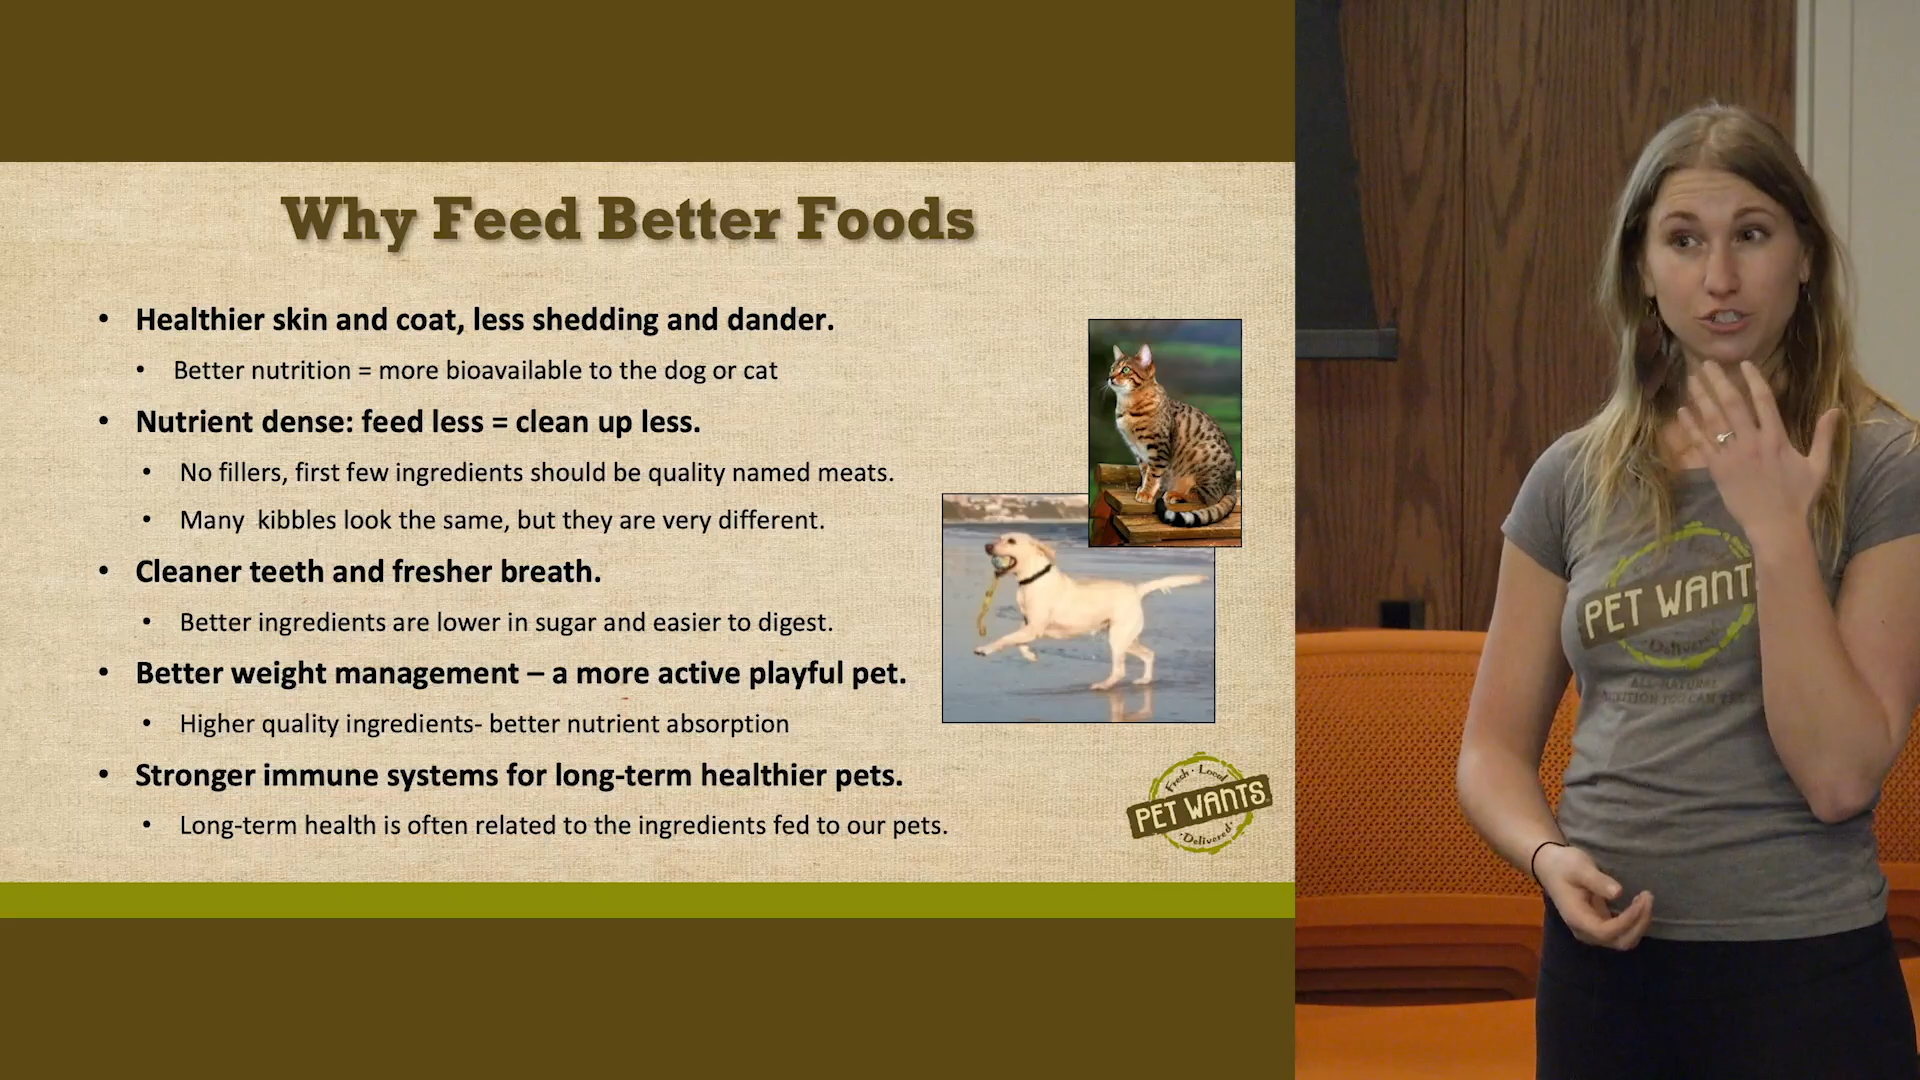 Why Feed Better Foods
• Healthier skin and coat, less shedding and dander.
• Better nutrition = more bioavailable to the dog or cat
• Nutrient dense: feed less = clean up less.
• No fillers, first few ingredients should be quality named meats.
• Many kibbles look the same, but they are very different.
• Cleaner teeth and fresher breath.
• Better ingredients are lower in sugar and easier to digest.
• Better weight management – a more active playful pet.
• Higher quality ingredients- better nutrient absorption
• Stronger immune systems for long-term healthier pets.
• Long-term health is often related to the ingredients fed to our pets.
Fresh · Local
PET WANTS
· Delivered ·
PET WANT
Delivered
ALL-NATURAL
YOU CAN